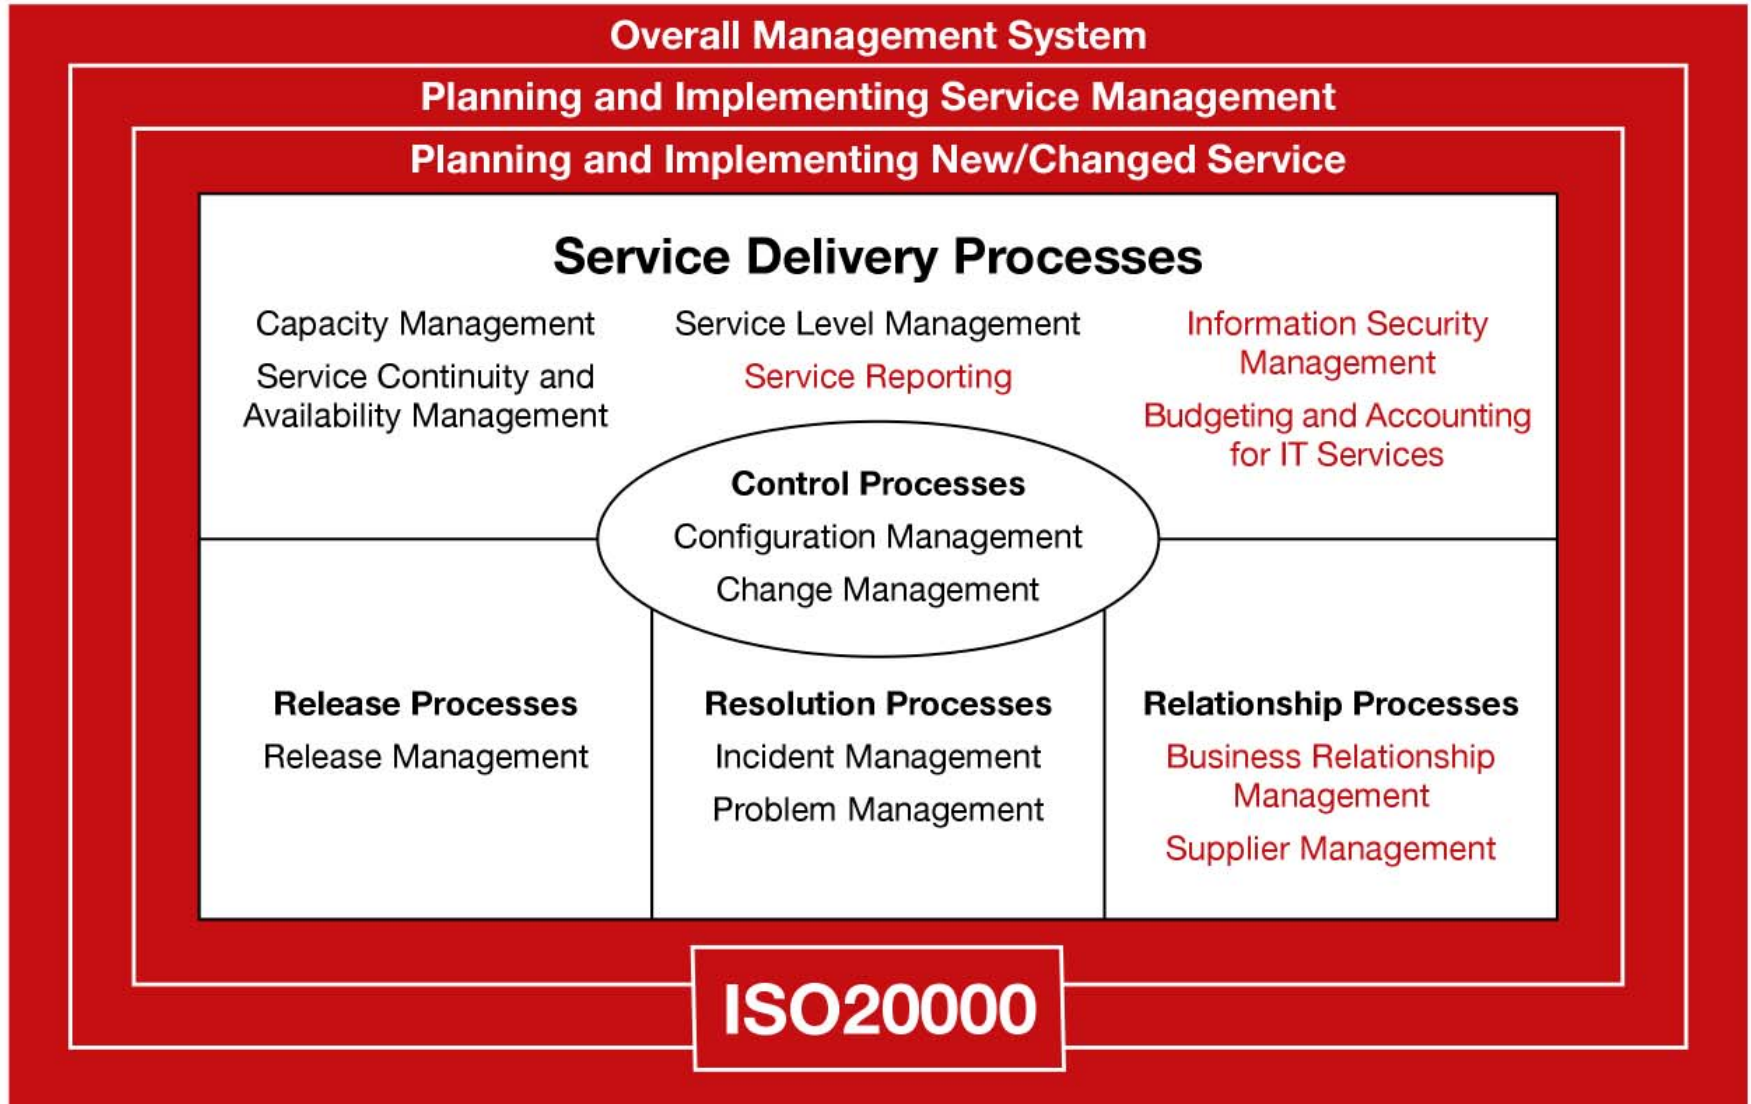 Overall Management System
Planning and Implementing Service Management
Planning and Implementing New/Changed Service
Service Delivery Processes
Capacity Management
Service Continuity and
Availability Management
Service Level Management
Service Reporting
Information Security
Management
Budgeting and Accounting
for IT Services
Control Processes
Configuration Management
Change Management
Release Processes
Release Management
Resolution Processes
Incident Management
Problem Management
Relationship Processes
Business Relationship
Management
Supplier Management
ISO20000